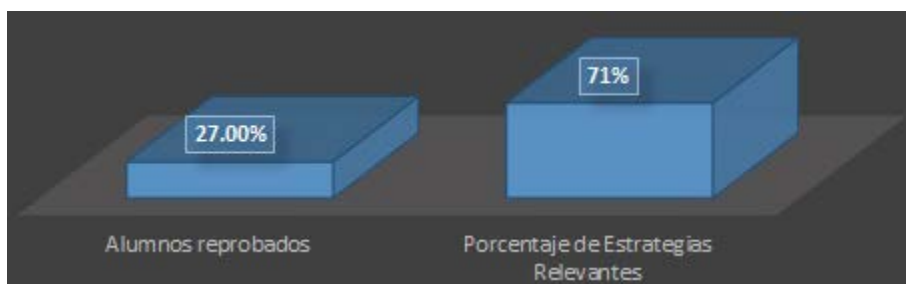 27.00%
71%
Alumnos reprobados
Porcentaje de Estrategias
Relevantes